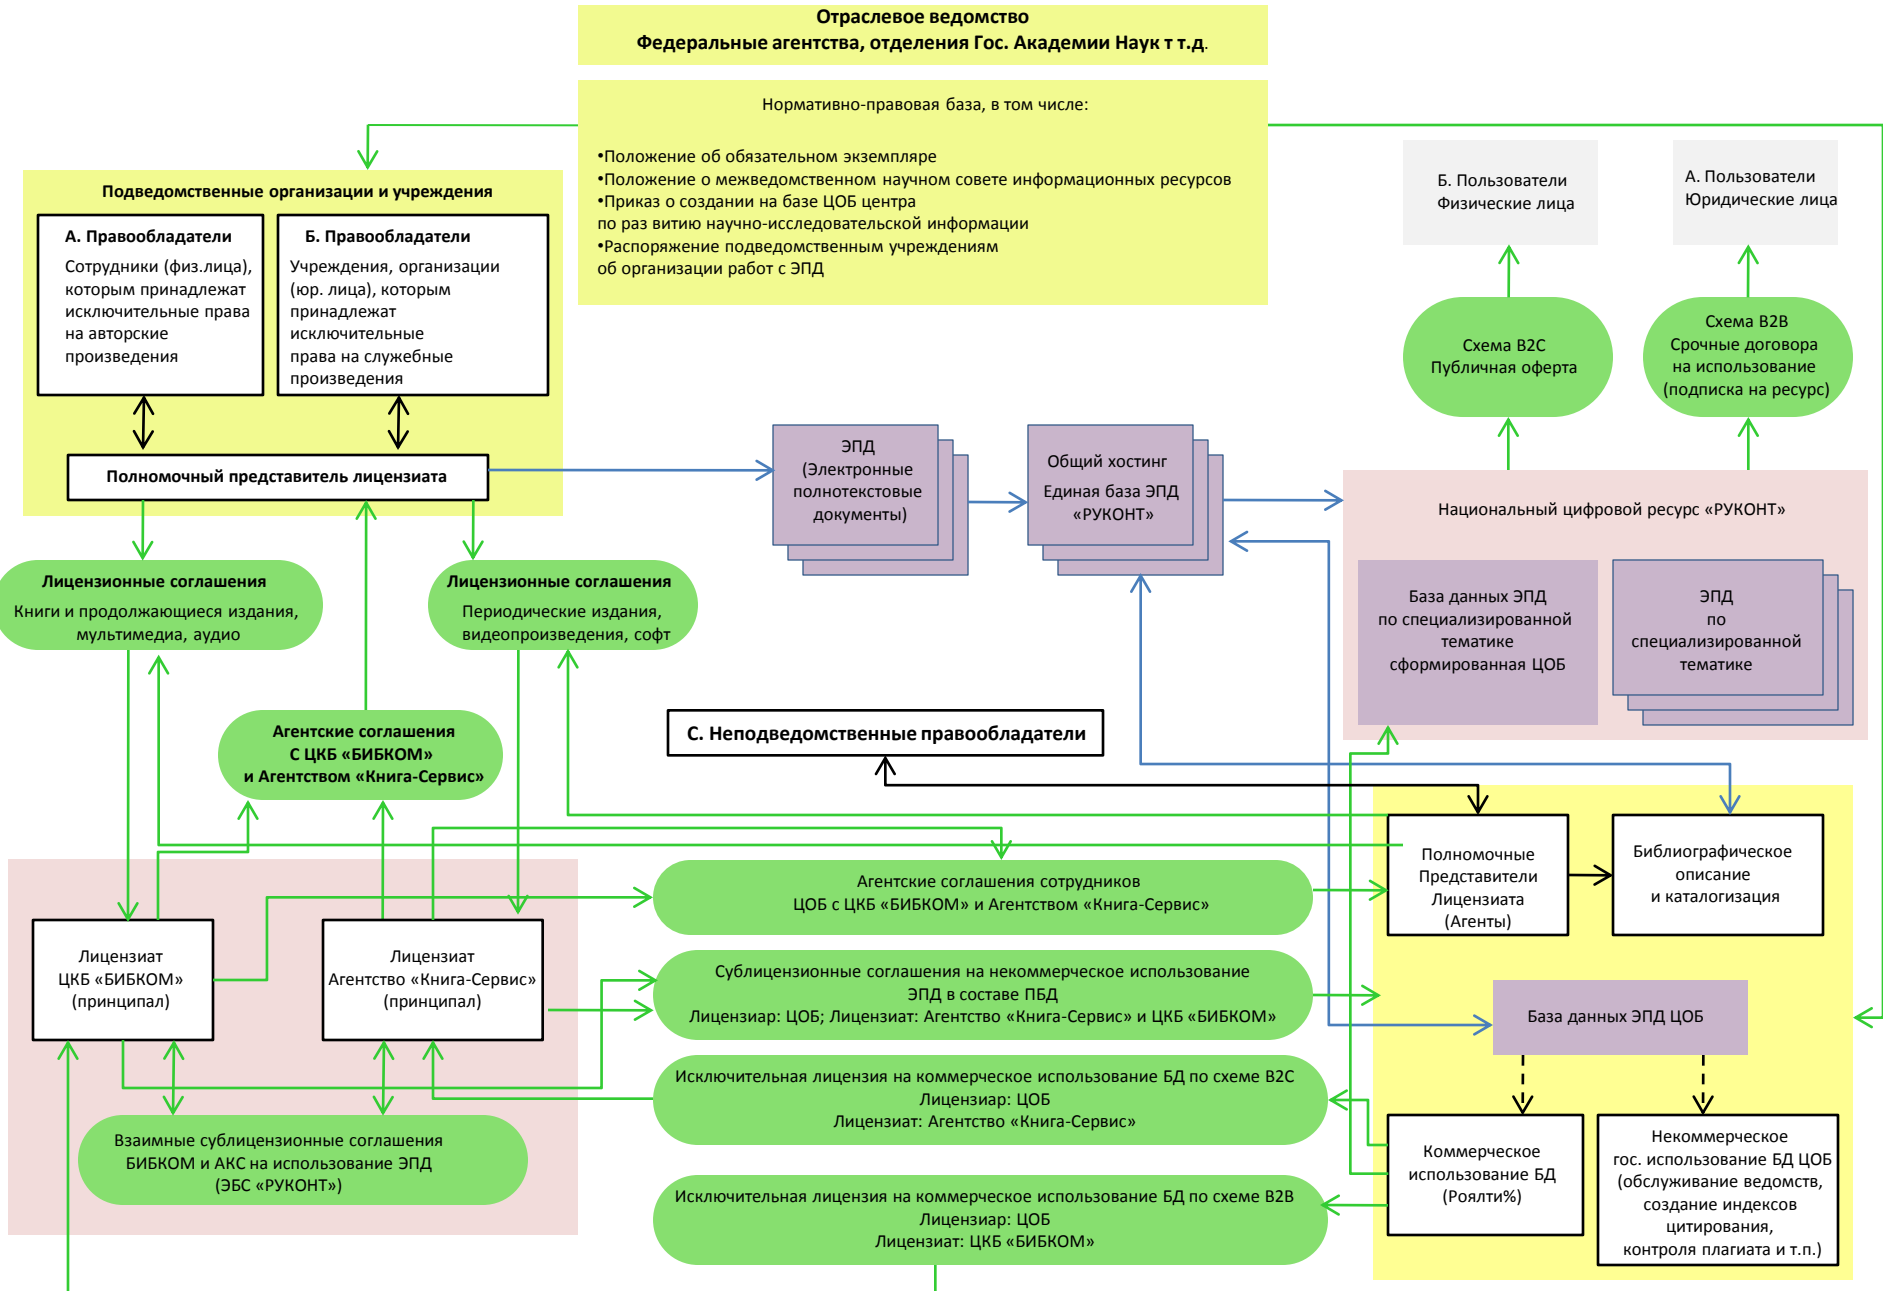 Отраслевое ведомство
Федеральные агентства, отделения Гос. Академии Наук т т.д.
Нормативно-правовая база, в том числе:
•Положение об обязательном экземпляре
•Положение о межведомственном научном совете информационных ресурсов
•Приказ о создании на базе ЦОБ центра
по раз витию научно-исследовательской информации
•Распоряжение подведомственным учреждениям
об организации работ с ЭПД
Подведомственные организации и учреждения
А. Правообладатели
Сотрудники (физ.лица),
которым принадлежат
исключительные права
на авторские
произведения
Б. Правообладатели
Учреждения, организации
(юр. лица), которым
принадлежат
исключительные
права на служебные
произведения
Полномочный представитель лицензиата
Б. Пользователи
Физические лица
А. Пользователи
Юридические лица
Схема B2C
Публичная оферта
Схема B2B
Срочные договора
на использование
(подписка на ресурс)
ЭПД
(Электронные
полнотекстовые
документы)
Общий хостинг
Единая база ЭПД
«РУКОНТ»
Национальный цифровой ресурс «РУКОНТ»
База данных ЭПД
по специализированной
тематике
сформированная ЦОБ
ЭПД
по
специализированной
тематике
Лицензионные соглашения
Книги и продолжающиеся издания,
мультимедиа, аудио
Лицензионные соглашения
Периодические издания,
видеопроизведения, софт
Агентские соглашения
С ЦКБ «БИБКОМ»
и Агентством «Книга-Сервис»
С. Неподведомственные правообладатели
Лицензиат
ЦКБ «БИБКОМ»
(принципал)
Лицензиат
Агентство «Книга-Сервис»
(принципал)
Взаимные сублицензионные соглашения
БИБКОМ и АКС на использование ЭПД
(ЭБС «РУКОНТ»)
Агентские соглашения сотрудников
ЦОБ с ЦКБ «БИБКОМ» и Агентством «Книга-Сервис»
Сублицензионные соглашения на некоммерческое использование
ЭПД в составе ПБД
Лицензиар: ЦОБ; Лицензиат: Агентство «Книга-Сервис» и ЦКБ «БИБКОМ»
Исключительная лицензия на коммерческое использование БД по схеме B2C
Лицензиар: ЦОБ
Лицензиат: Агентство «Книга-Сервис»
Исключительная лицензия на коммерческое использование БД по схеме B2B
Лицензиар: ЦОБ
Лицензиат: ЦКБ «БИБКОМ»
Полномочные
Представители
Лицензиата
(Агенты)
Библиографическое
описание
и каталогизация
База данных ЭПД ЦОБ
Коммерческое
использование БД
(Роялти%)
Некоммерческое
гос. использование БД ЦОБ
(обслуживание ведомств,
создание индексов
цитирования,
контроля плагиата и т.п.)